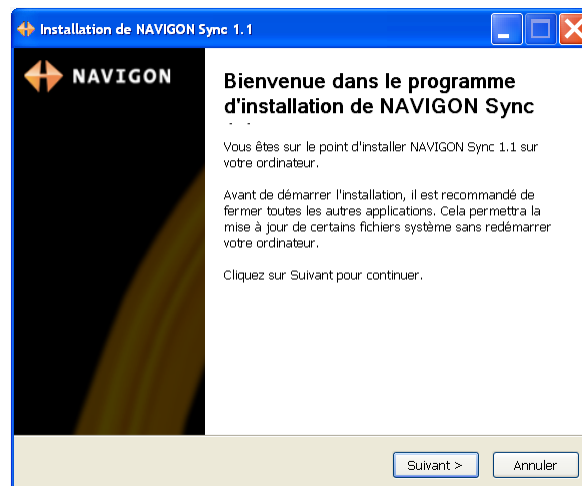 Installation de NAVIGON Sync 1.1
NAVIGON
Bienvenue dans le programme
d'installation de NAVIGON Sync
Vous êtes sur le point d'installer NAVIGON Sync 1.1 sur
votre ordinateur.
Avant de démarrer l'installation, il est recommandé de
fermer toutes les autres applications. Cela permettra la
mise à jour de certains fichiers système sans redémarrer
votre ordinateur.
Cliquez sur Suivant pour continuer.
Suivant >
Annuler